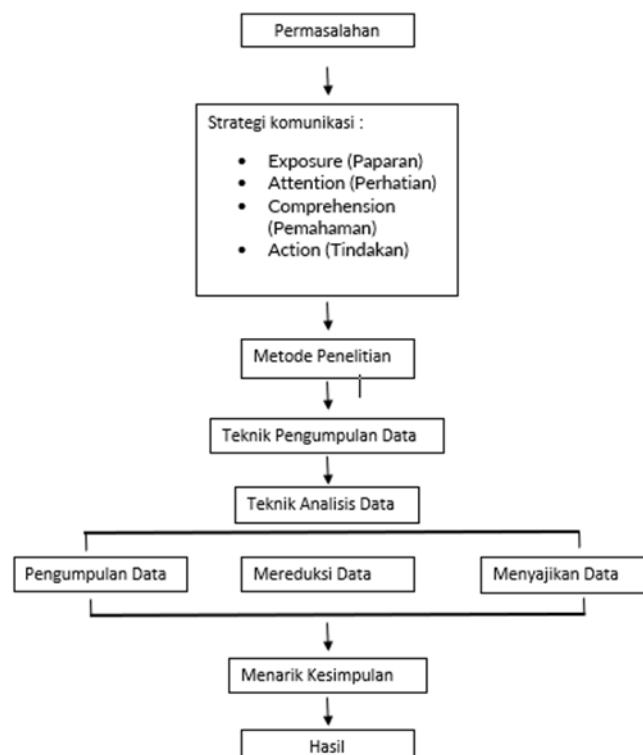 Permasalahan
Strategi komunikasi :
• Exposure (Paparan)
• Attention (Perhatian)
• Comprehension
(Pemahaman)
• Action (Tindakan)
Metode Penelitian
Teknik Pengumpulan Data
Teknik Analisis Data
Pengumpulan Data
Mereduksi Data
Menyajikan Data
Menarik Kesimpulan
Hasil